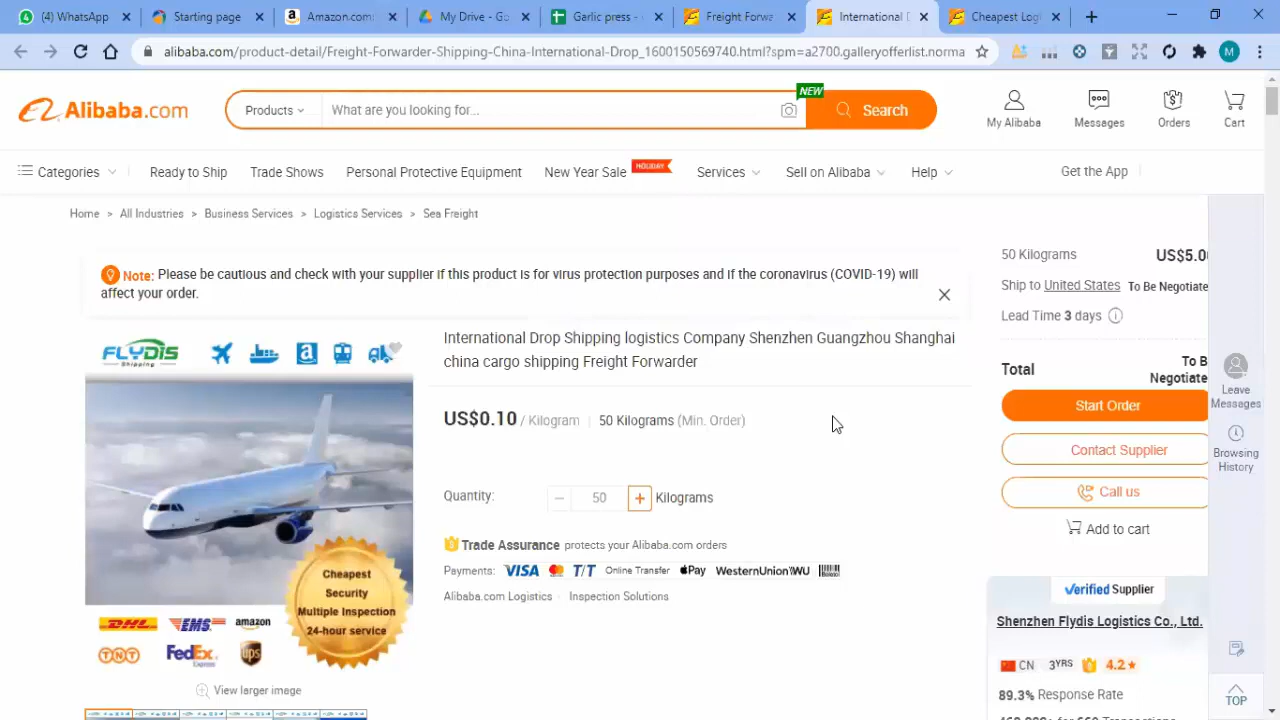 (4) WhatsApp
Products
Amazon.com
My Drive - Go
Garlic press -
Freight Forwar
International
Cheapest Log
alibaba.com/product-detail/Freight-Forwarder-Shipping-China-International-Drop_1600150569740.html?spm=a2700.galleryofferlist.norma
M
Alibaba.com
Products
What are you looking for...
NEW
Search
My Alibaba
Messages
Orders
Cart
Categories
Ready to Ship
Trade Shows
Personal Protective Equipment
New Year Sale
HOLIDAY
Services
Sell on Alibaba
Help
Get the App
Home > All Industries > Business Services > Logistics Services > Sea Freight
Note: Please be cautious and check with your supplier if this product is for virus protection purposes and if the coronavirus (COVID-19) will
affect your order.
FLYDIS
Shipping
Cheapest
Security
Multiple Inspection
24-hour service
DHL
EMS
amazon
TNT
FedEx
Express
ups
View larger image
International Drop Shipping logistics Company Shenzhen Guangzhou Shanghai
china cargo shipping Freight Forwarder
US$0.10 / Kilogram | 50 Kilograms (Min. Order)
Quantity:
50
Kilograms
Trade Assurance protects your Alibaba.com orders
Payments: VISA T/T Online Transfer Pay WesternUnion WU
Alibaba.com Logistics · Inspection Solutions
50 Kilograms US$5.0
Ship to United States To Be Negotiate
Lead Time 3 days
Total To B
Negotiate
Start Order
Contact Supplier
Call us
Add to cart
Verified Supplier
Shenzhen Flydis Logistics Co., Ltd.
CN 3YRS 4.2
89.3% Response Rate
Leave
Messages
Browsing
History
TOP